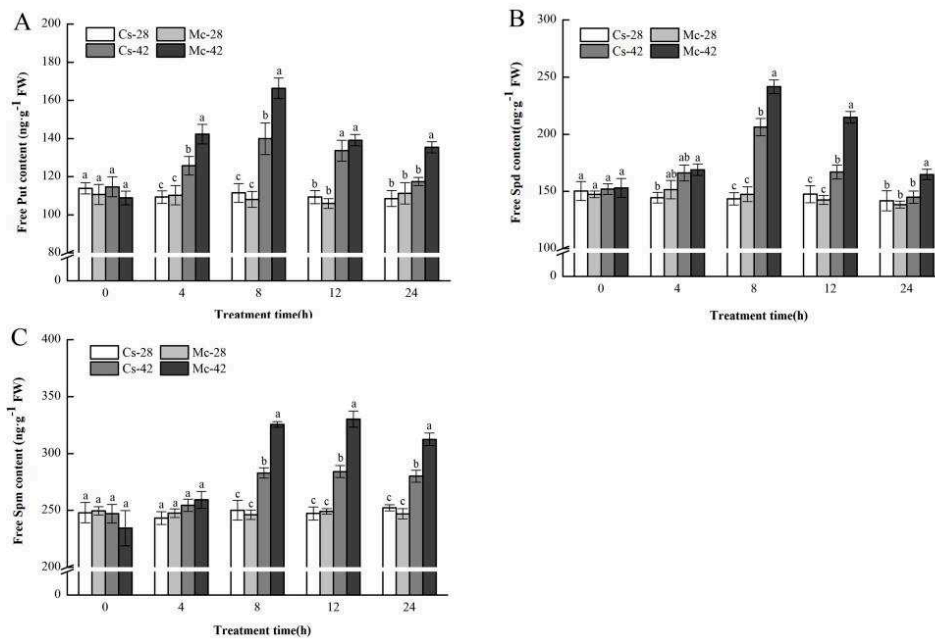 A
Cs-28 Mc-28
Cs-42 Mc-42
Free Put content (ng·g⁻¹ FW)
200
180
160
140
120
100
80
0
a a a a
c c b a
c c b a
b b a a
b b b a
0 4 8 12 24
Treatment time(h)
B
Cs-28 Mc-28
Cs-42 Mc-42
Free Spd content(ng·g⁻¹ FW)
300
250
200
150
100
0
a a a a
b ab ab a
c c b a
c c b a
b b b a
0 4 8 12 24
Treatment time(h)
C
Cs-28 Mc-28
Cs-42 Mc-42
Free Spm content (ng·g⁻¹ FW)
400
350
300
250
200
0
a a a a
a a a a
c c b a
c c b a
c c b a
0 4 8 12 24
Treatment time(h)